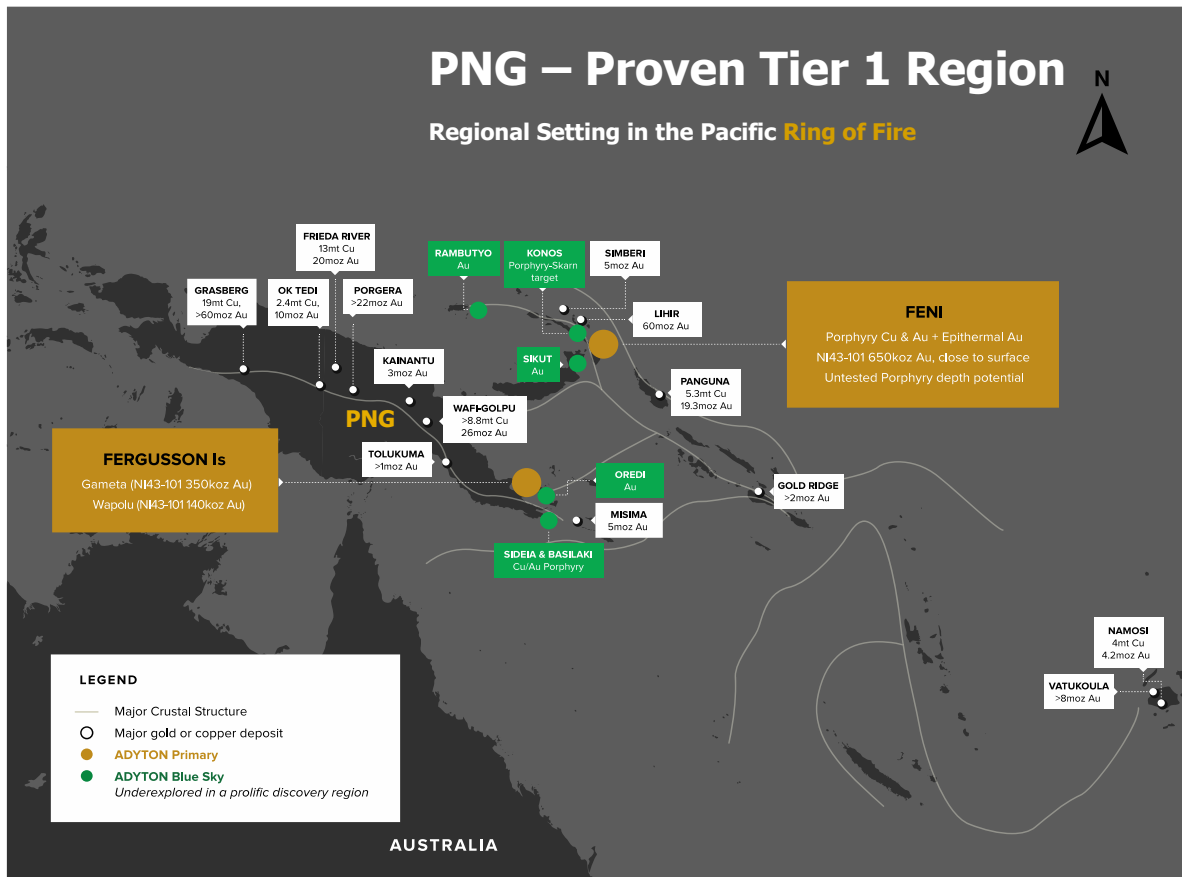 PNG – Proven Tier 1 Region
N
Regional Setting in the Pacific Ring of Fire
FRIEDA RIVER
13mt Cu
20moz Au
RAMBUTYO
Au
KONOS
Porphyry-Skarn
target
SIMBERI
5moz Au
GRASBERG
19mt Cu,
>60moz Au
OK TEDI
2.4mt Cu,
10moz Au
PORGERA
>22moz Au
LIHIR
60moz Au
FENI
Porphyry Cu & Au + Epithermal Au
NI43-101 650koz Au, close to surface
Untested Porphyry depth potential
KAINANTU
3moz Au
SIKUT
Au
PANGUNA
5.3mt Cu
19.3moz Au
PNG
WAFI-GOLPU
>8.8mt Cu
26moz Au
FERGUSSON Is
Gameta (NI43-101 350koz Au)
Wapolu (NI43-101 140koz Au)
TOLUKUMA
>1moz Au
OREDI
Au
GOLD RIDGE
>2moz Au
MISIMA
5moz Au
SIDEIA & BASILAKI
Cu/Au Porphyry
NAMOSI
4mt Cu
4.2moz Au
VATUKOULA
>8moz Au
LEGEND
Major Crustal Structure
Major gold or copper deposit
ADYTON Primary
ADYTON Blue Sky
Underexplored in a prolific discovery region
AUSTRALIA